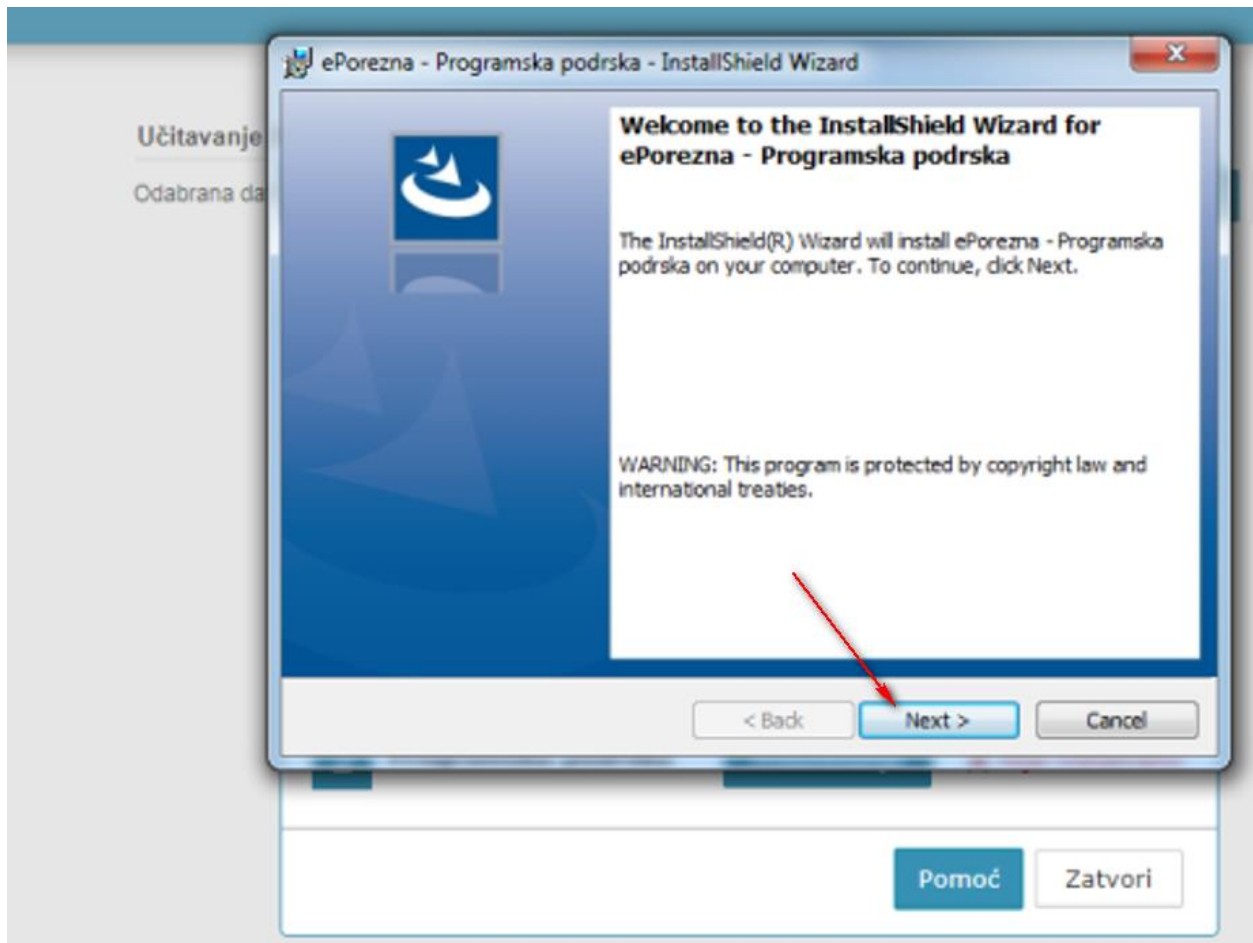 ePorezna - Programska podrska - InstallShield Wizard
Učitavanje
Odabrana da
Welcome to the InstallShield Wizard for
ePorezna - Programska podrska
The InstallShield(R) Wizard will install ePorezna - Programska
podrska on your computer. To continue, click Next.
WARNING: This program is protected by copyright law and
international treaties.
< Back Next > Cancel
Pomoć Zatvori